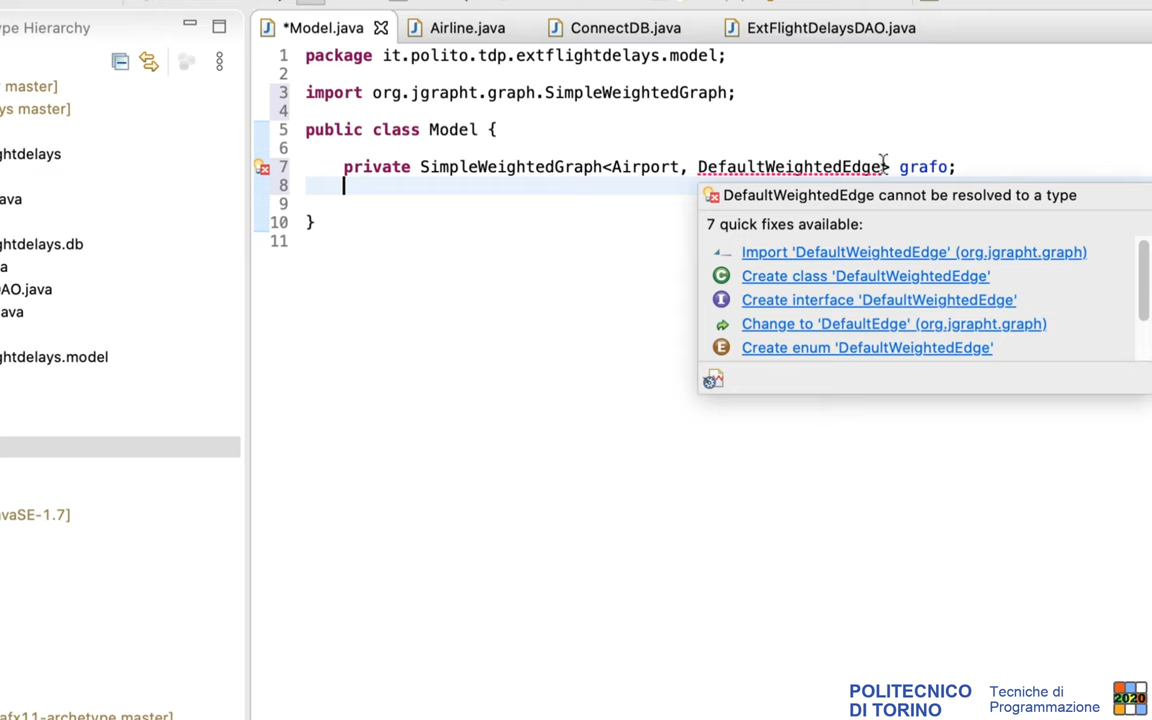 ype Hierarchy
master]
ys master]
ghtdelays
ava
ghtdelays.db
a
AO.java
ava
ghtdelays.model
avaSE-1.7]
afx11-archetype master]
*Model.java
Airline.java
ConnectDB.java
ExtFlightDelaysDAO.java
1 package it.polito.tdp.extflightdelays.model;
2
3 import org.jgrapht.graph.SimpleWeightedGraph;
4
5 public class Model {
6
7 private SimpleWeightedGraph<Airport, DefaultWeightedEdge> grafo;
8
9
10 }
11
DefaultWeightedEdge cannot be resolved to a type
7 quick fixes available:
Import 'DefaultWeightedEdge' (org.jgrapht.graph)
Create class 'DefaultWeightedEdge'
Create interface 'DefaultWeightedEdge'
Change to 'DefaultEdge' (org.jgrapht.graph)
Create enum 'DefaultWeightedEdge'
POLITECNICO
DI TORINO
Tecniche di
Programmazione
2020